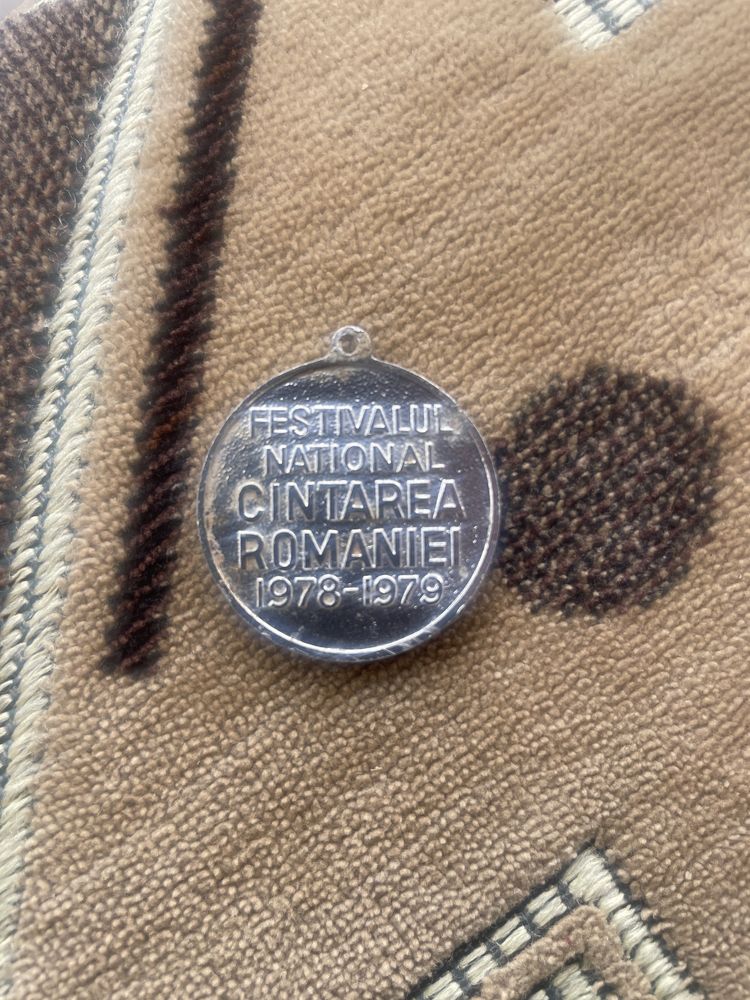 FESTIVALUL
NATIONAL
CINTAREA
ROMANIEI
1978-1979